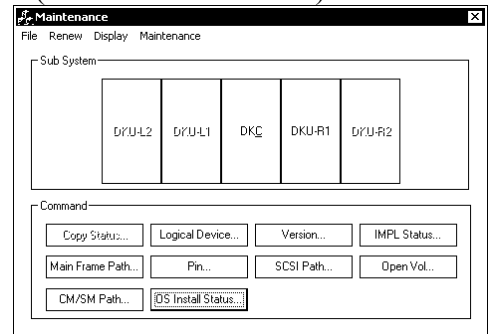 Maintenance
File Renew Display Maintenance
Sub System
DKU-L2 DKU-L1 DKC DKU-R1 DKU-R2
Command
Copy Status... Logical Device... Version... IMPL Status...
Main Frame Path... Pin... SCSI Path... Open Vol...
CM/SM Path... OS Install Status...